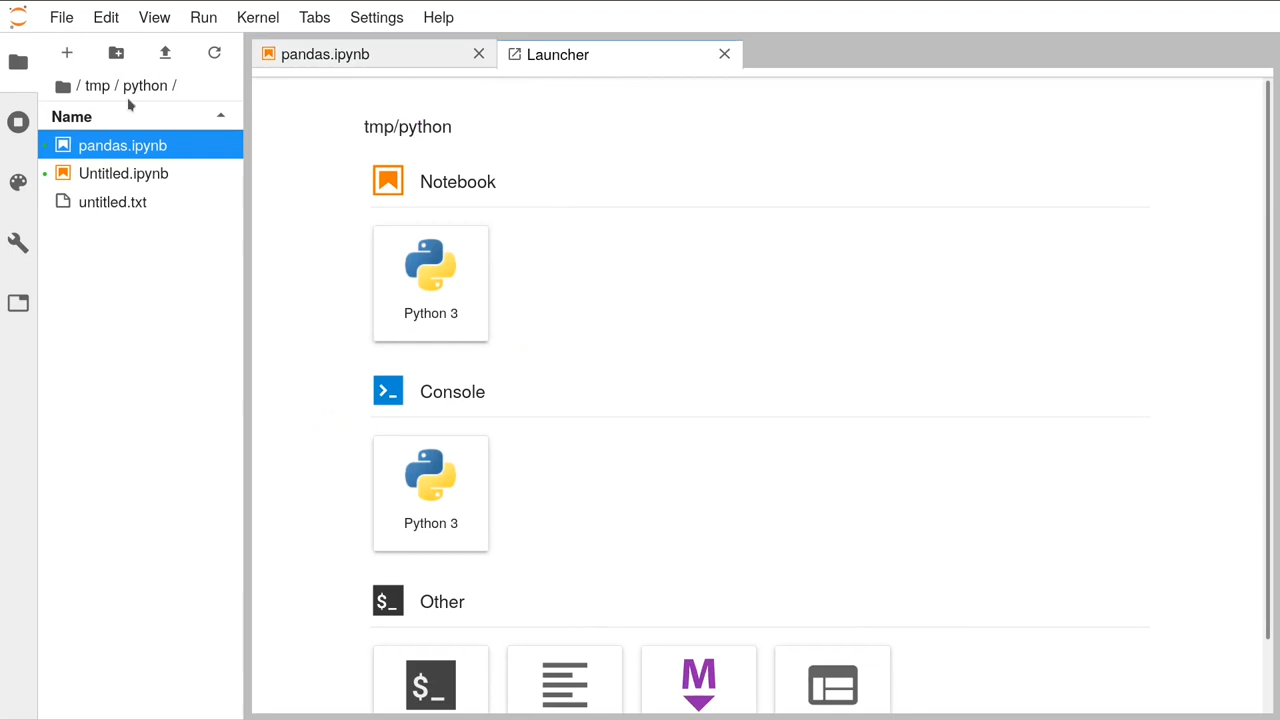 File Edit View Run Kernel Tabs Settings Help
pandas.ipynb
Launcher
/ tmp / python /
Name
pandas.ipynb
Untitled.ipynb
untitled.txt
tmp/python
Notebook
Python 3
>_ Console
Python 3
$_ Other
$_
M